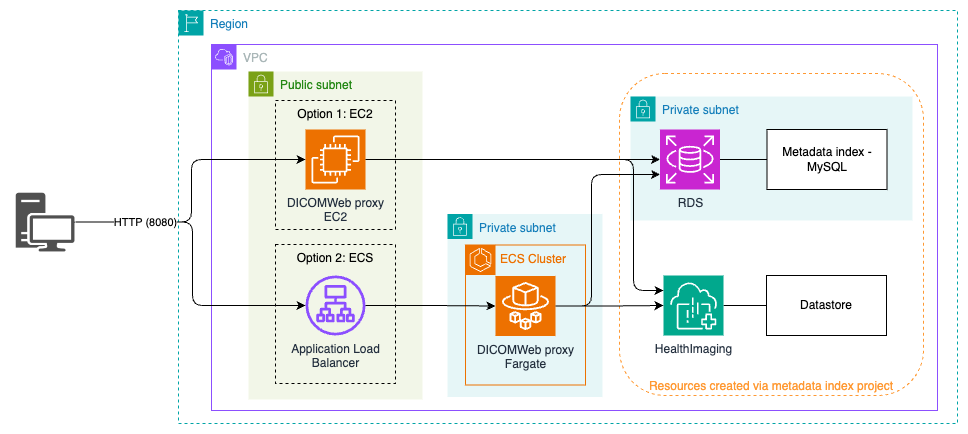 Region
VPC
Public subnet
Option 1: EC2
DICOMWeb proxy
EC2
HTTP (8080)
Option 2: ECS
Application Load
Balancer
Private subnet
ECS Cluster
DICOMWeb proxy
Fargate
Private subnet
RDS
Metadata index -
MySQL
HealthImaging
Datastore
Resources created via metadata index project